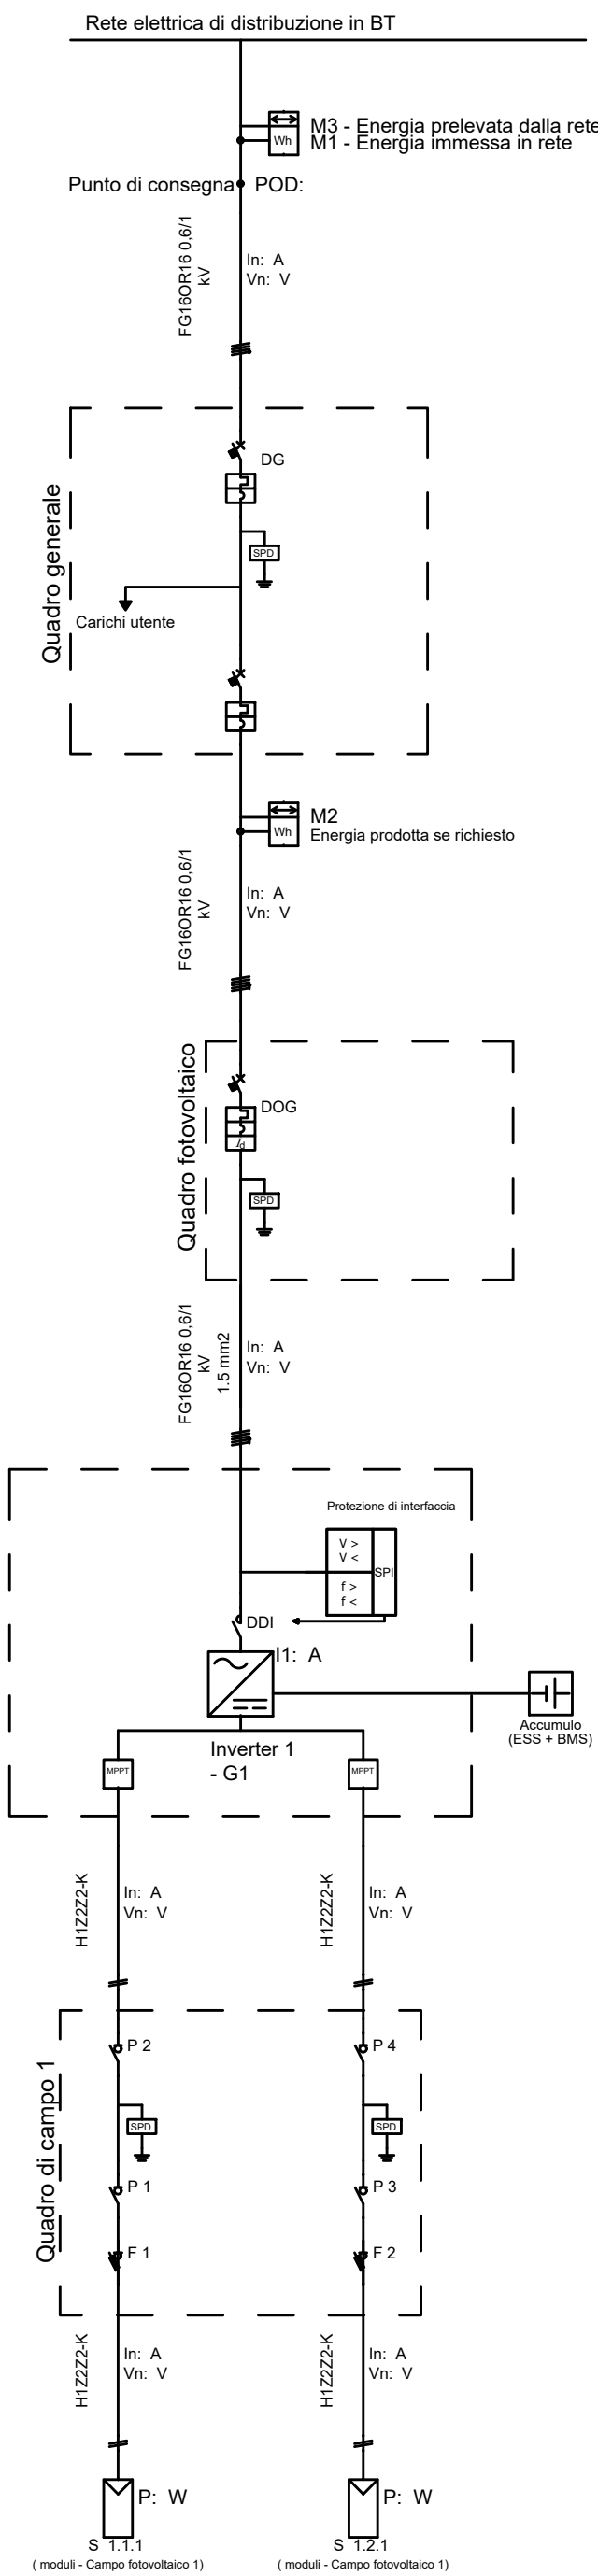 Rete elettrica di distribuzione in BT
M3 - Energia prelevata dalla rete
Wh
M1 - Energia immessa in rete
Punto di consegna
POD:
FG16OR16 0,6/1
kV
In: A
Vn: V
Quadro generale
DG
SPD
Carichi utente
M2
Wh
Energia prodotta se richiesto
FG16OR16 0,6/1
kV
In: A
Vn: V
Quadro fotovoltaico
DOG
Id
SPD
FG16OR16 0,6/1
kV
1.5 mm2
In: A
Vn: V
Protezione di interfaccia
V >
V <
SPI
f >
f <
DDI
I1: A
Accumulo
(ESS + BMS)
Inverter 1
- G1
MPPT
MPPT
H1Z2Z2-K
In: A
Vn: V
H1Z2Z2-K
In: A
Vn: V
Quadro di campo 1
P 2
P 4
SPD
SPD
P 1
P 3
F 1
F 2
H1Z2Z2-K
In: A
Vn: V
H1Z2Z2-K
In: A
Vn: V
P: W
P: W
S 1.1.1
S 1.2.1
( moduli - Campo fotovoltaico 1)
( moduli - Campo fotovoltaico 1)